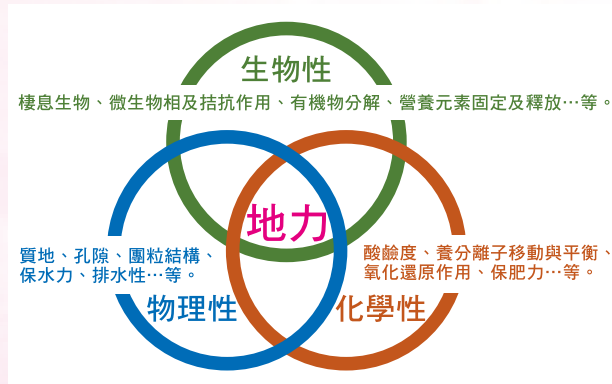 生物性
棲息生物、微生物相及拮抗作用、有機物分解、營養元素固定及釋放⋯等。
地力
質地、孔隙、團粒結構、
保水力、排水性⋯等。
物理性
酸鹼度、養分離子移動與平衡、
氧化還原作用、保肥力⋯等。
化學性